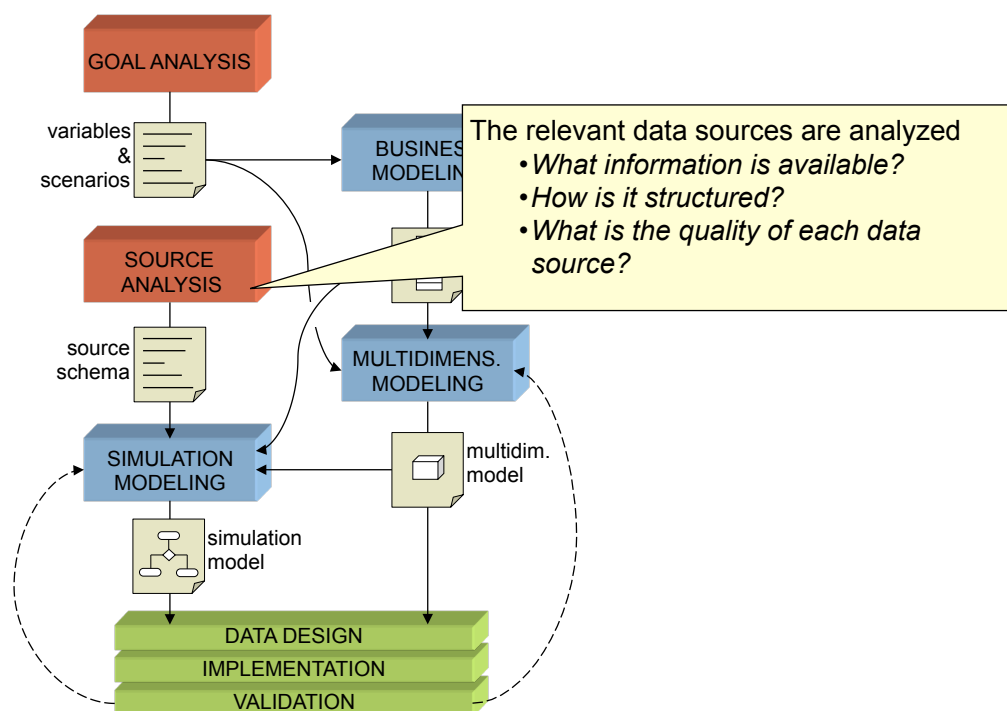 GOAL ANALYSIS
variables
&
scenarios
The relevant data sources are analyzed
•What information is available?
•How is it structured?
•What is the quality of each data
source?
BUSINES
MODELIN
SOURCE
ANALYSIS
source
schema
MULTIDIMENS.
MODELING
SIMULATION
MODELING
multidim.
model
simulation
model
DATA DESIGN
IMPLEMENTATION
VALIDATION